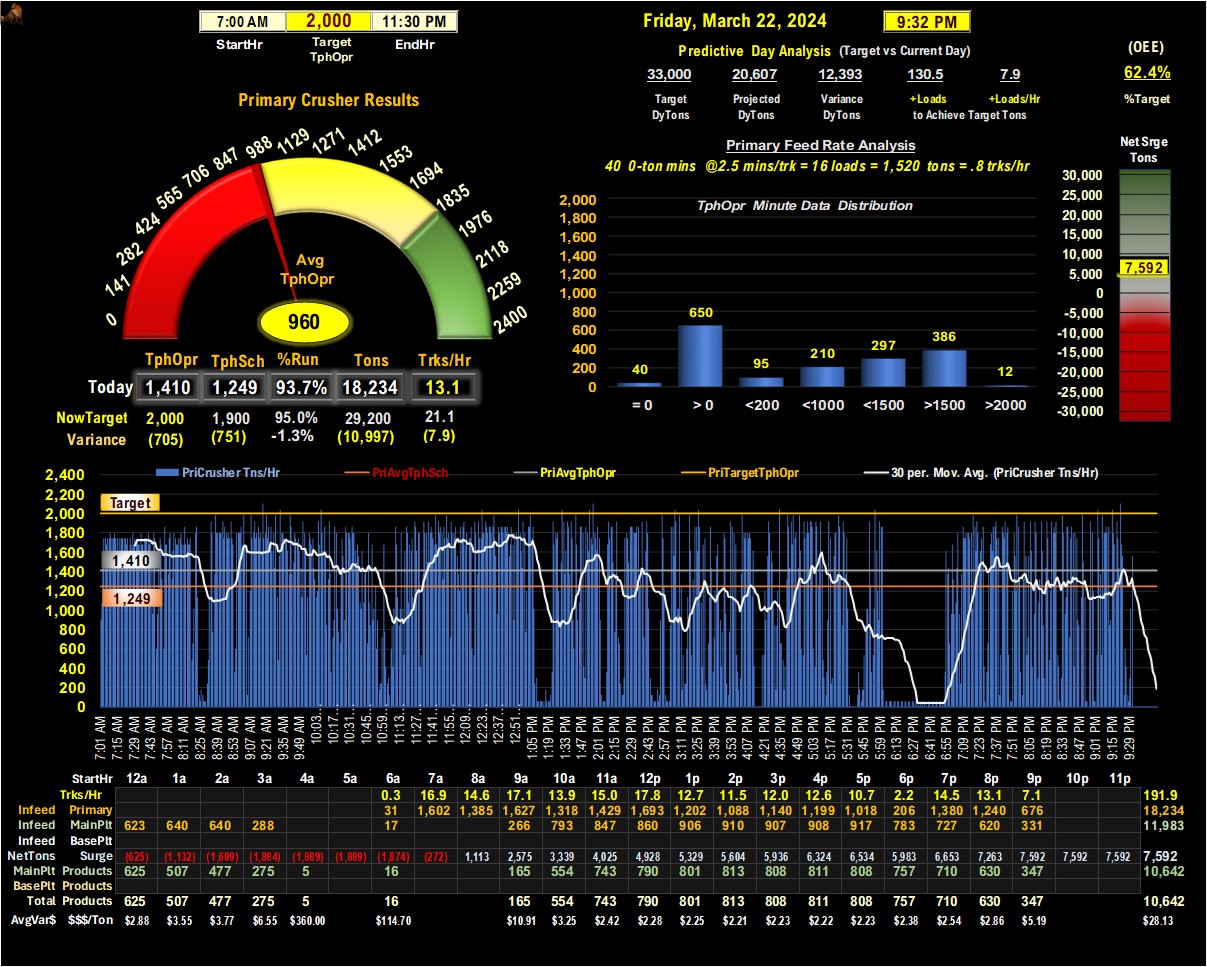 7:00 AM 2,000 11:30 PM
StartHr Target TphOpr EndHr
Friday, March 22, 2024 9:32 PM
Predictive Day Analysis (Target vs Current Day)
33,000 20,607 12,393 130.5 7.9
Target DyTons Projected DyTons Variance DyTons +Loads +Loads/Hr
to Achieve Target Tons
(OEE)
62.4%
%Target
Primary Crusher Results
0 141 282 424 565 706 847 988 1129 1271 1412 1553 1694 1835 1976 2118 2259 2400
Avg
TphOpr
960
TphOpr TphSch %Run Tons Trks/Hr
Today 1,410 1,249 93.7% 18,234 13.1
NowTarget 2,000 1,900 95.0% 29,200 21.1
Variance (705) (751) -1.3% (10,997) (7.9)
Primary Feed Rate Analysis
40 0-ton mins @2.5 mins/trk = 16 loads = 1,520 tons = .8 trks/hr
TphOpr Minute Data Distribution
2,000
1,800
1,600
1,400
1,200
1,000
800
600
400
200
0
40 650 95 210 297 386 12
= 0 > 0 <200 <1000 <1500 >1500 >2000
Net Srge
Tons
30,000
25,000
20,000
15,000
10,000
5,000
0
-5,000
-10,000
-15,000
-20,000
-25,000
-30,000
7,592
PriCrusher Tns/Hr PriAvgTphSch PriAvgTphOpr PriTargetTphOpr 30 per. Mov. Avg. (PriCrusher Tns/Hr)
2,400
2,200
2,000
1,800
1,600
1,400
1,200
1,000
800
600
400
200
0
Target
1,410
1,249
7:01 AM 7:15 AM 7:29 AM 7:43 AM 7:57 AM 8:11 AM 8:25 AM 8:39 AM 8:53 AM 9:07 AM 9:21 AM 9:35 AM 9:49 AM 10:03… 10:17… 10:31… 10:45… 10:59… 11:13… 11:27… 11:41… 11:55… 12:09… 12:23… 12:37… 12:51… 1:05 PM 1:19 PM 1:33 PM 1:47 PM 2:01 PM 2:15 PM 2:29 PM 2:43 PM 2:57 PM 3:11 PM 3:25 PM 3:39 PM 3:53 PM 4:07 PM 4:21 PM 4:35 PM 4:49 PM 5:03 PM 5:17 PM 5:31 PM 5:45 PM 5:59 PM 6:13 PM 6:27 PM 6:41 PM 6:55 PM 7:09 PM 7:23 PM 7:37 PM 7:51 PM 8:05 PM 8:19 PM 8:33 PM 8:47 PM 9:01 PM 9:15 PM 9:29 PM
StartHr 12a 1a 2a 3a 4a 5a 6a 7a 8a 9a 10a 11a 12p 1p 2p 3p 4p 5p 6p 7p 8p 9p 10p 11p
Trks/Hr 0.3 16.9 14.6 17.1 13.9 15.0 17.8 12.7 11.5 12.0 12.6 10.7 2.2 14.5 13.1 7.1 191.9
Infeed Primary 31 1,602 1,385 1,627 1,318 1,429 1,693 1,202 1,088 1,140 1,199 1,018 206 1,380 1,240 676 18,234
Infeed MainPlt 623 640 640 288 17 266 793 847 860 906 910 907 908 917 783 727 620 331 11,983
Infeed BasePlt
NetTons Surge (625) (1,132) (1,609) (1,884) (1,889) (1,889) (1,874) (272) 1,113 2,575 3,339 4,025 4,928 5,329 5,604 5,936 6,324 6,534 5,983 6,653 7,263 7,592 7,592 7,592 7,592
MainPlt Products 625 507 477 275 5 16 165 554 743 790 801 813 808 811 808 757 710 630 347 10,642
BasePlt Products
Total Products 625 507 477 275 5 16 165 554 743 790 801 813 808 811 808 757 710 630 347 10,642
AvgVar$ $$$/Ton $2.88 $3.55 $3.77 $6.55 $360.00 $114.70 $10.91 $3.25 $2.42 $2.28 $2.25 $2.21 $2.23 $2.22 $2.23 $2.38 $2.54 $2.86 $5.19 $28.13